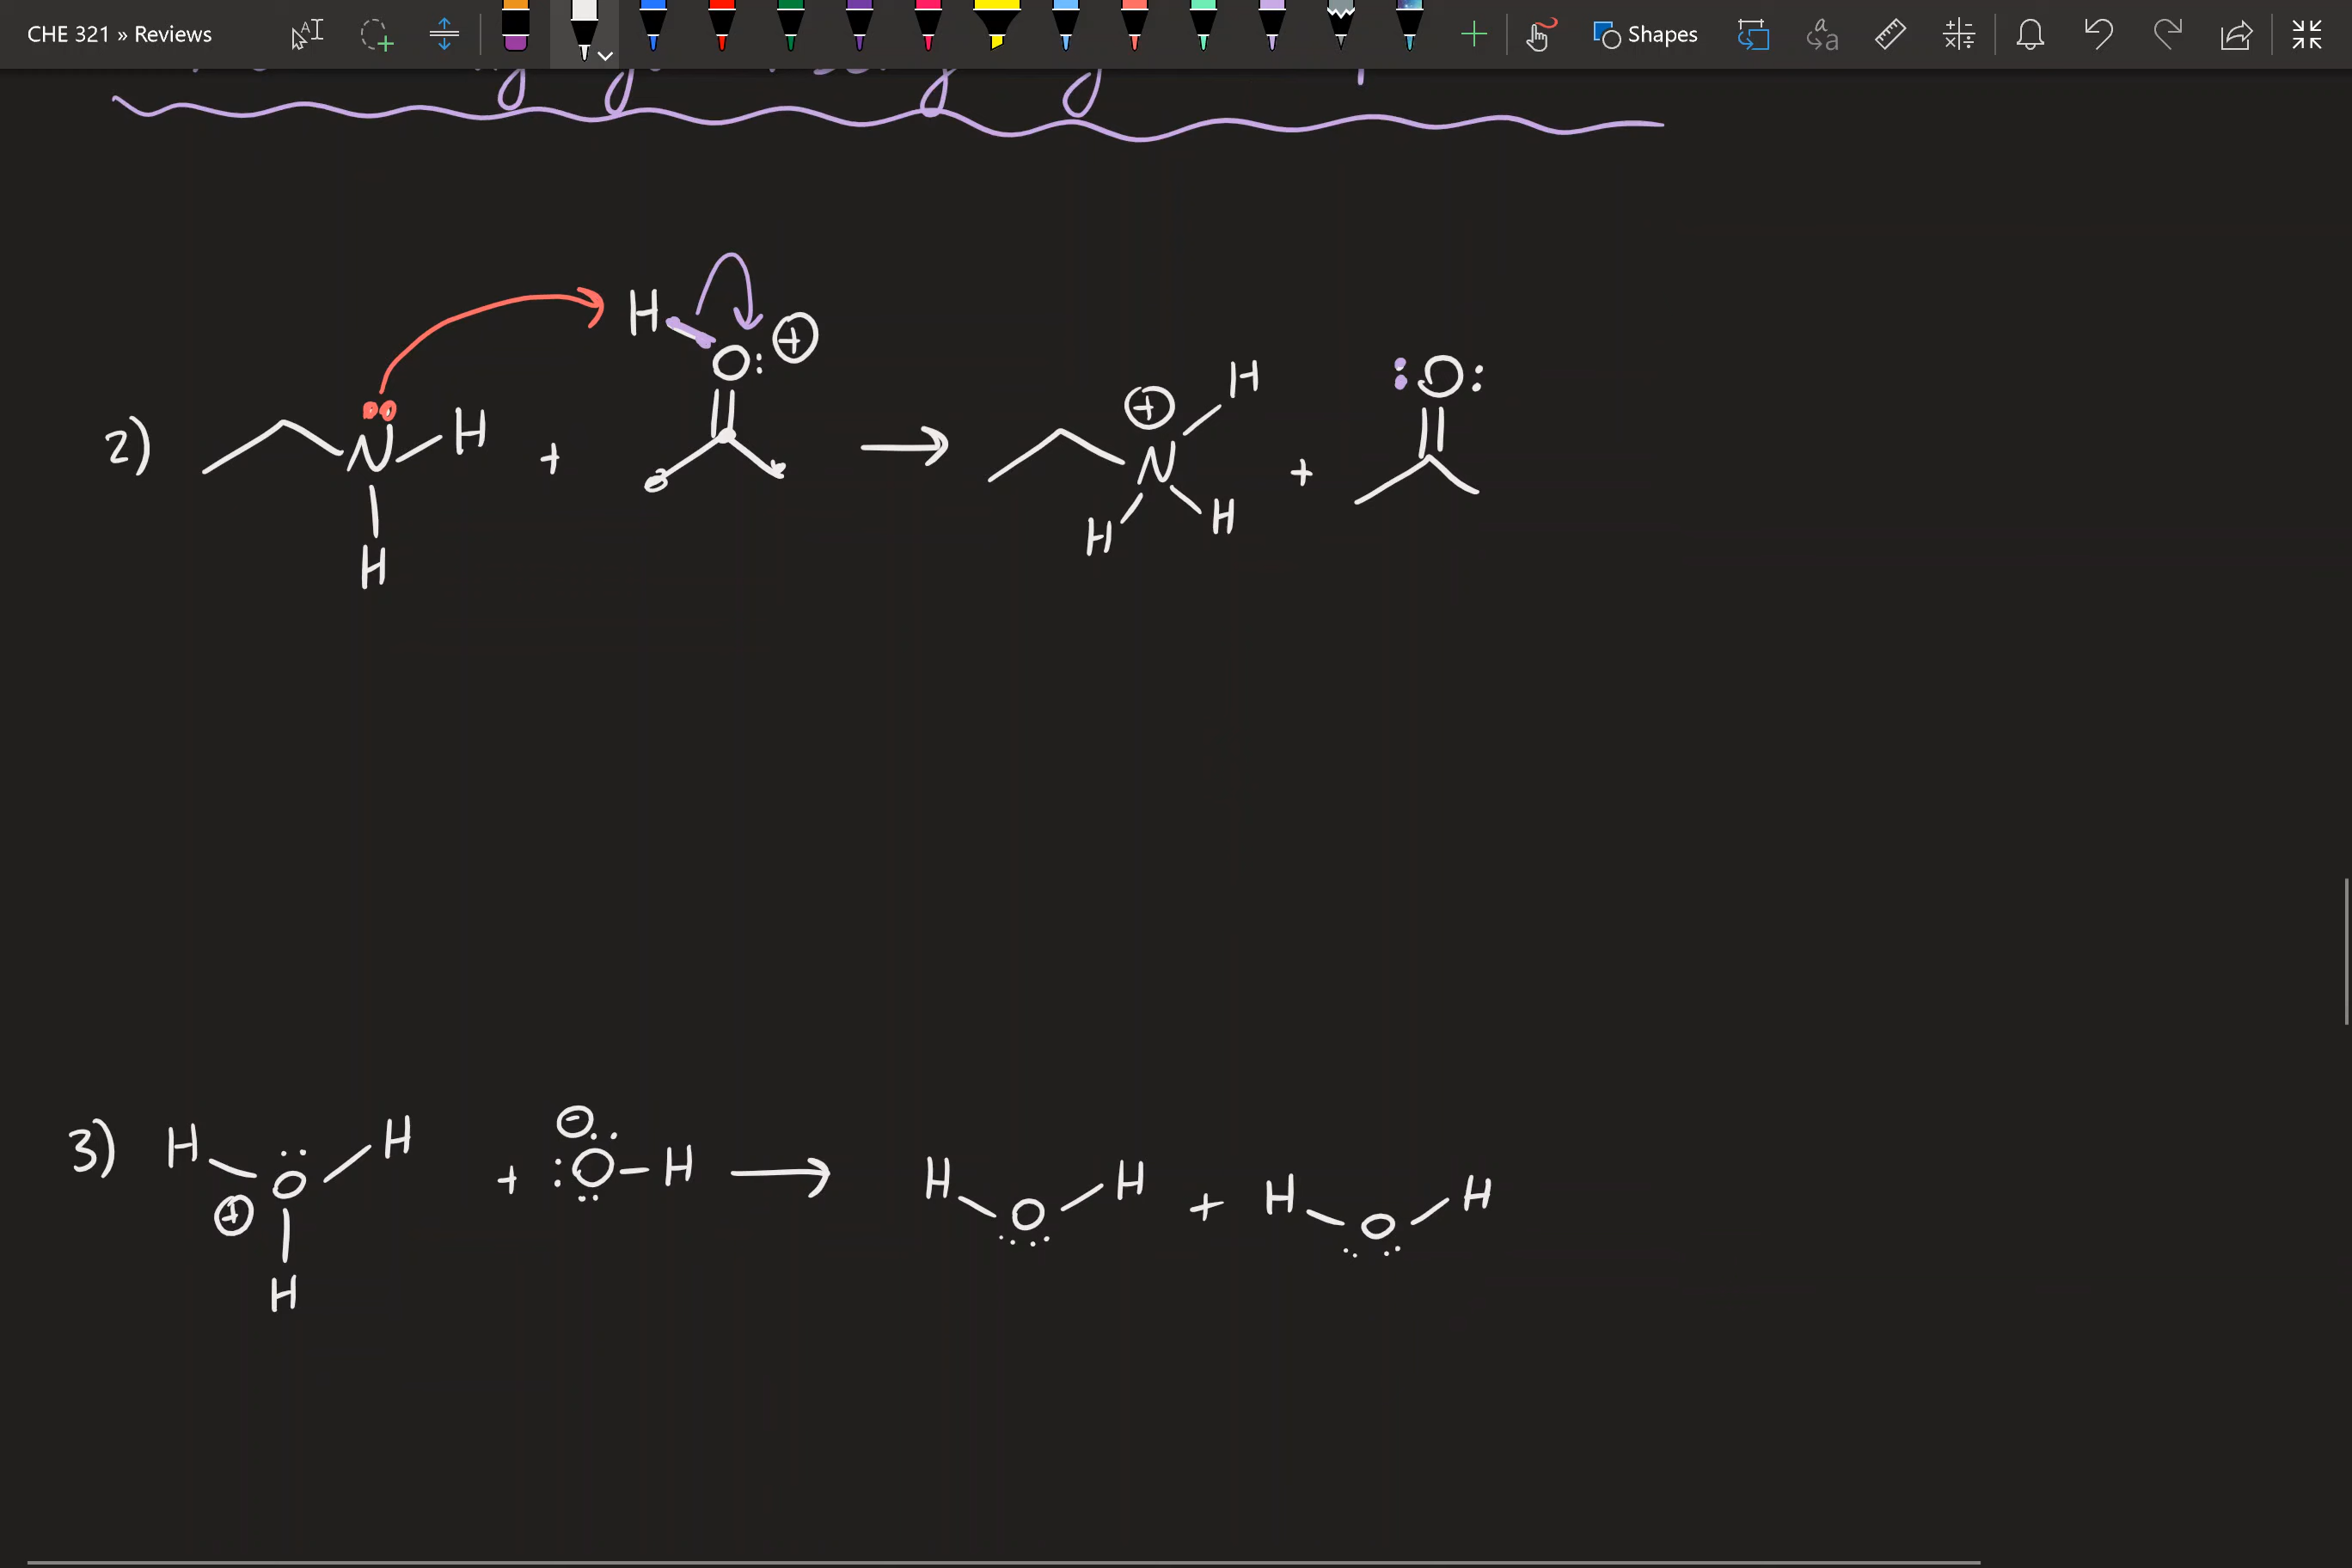 CHE 321 » Reviews
Shapes
H
O: ⊕
2) N H + → ⊕ N H + :O:
H H H
3) H O H + ⊖ :O–H → H O H + H O H
⊕
H